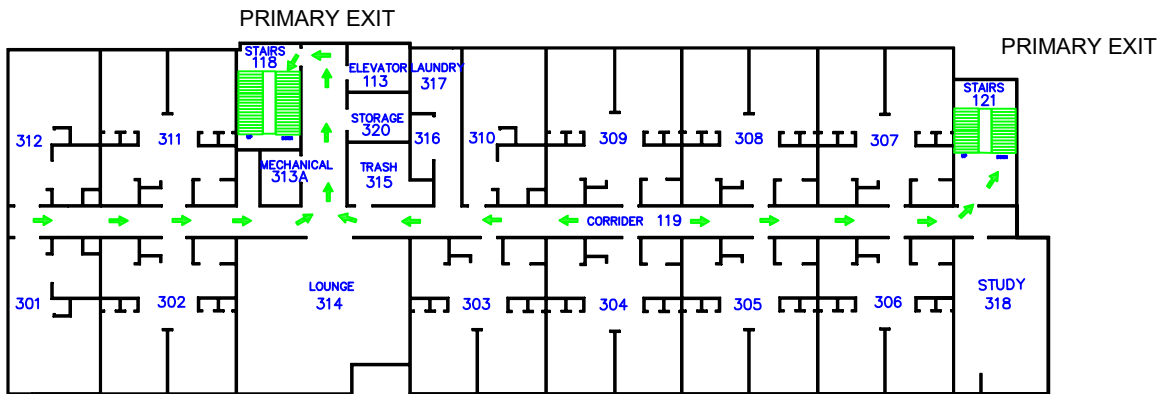 PRIMARY EXIT
PRIMARY EXIT
STAIRS
118
ELEVATOR
113
LAUNDRY
317
STAIRS
121
STORAGE
320
312
311
316
310
309
308
307
MECHANICAL
313A
TRASH
315
CORRIDER 119
301
302
LOUNGE
314
303
304
305
306
STUDY
318